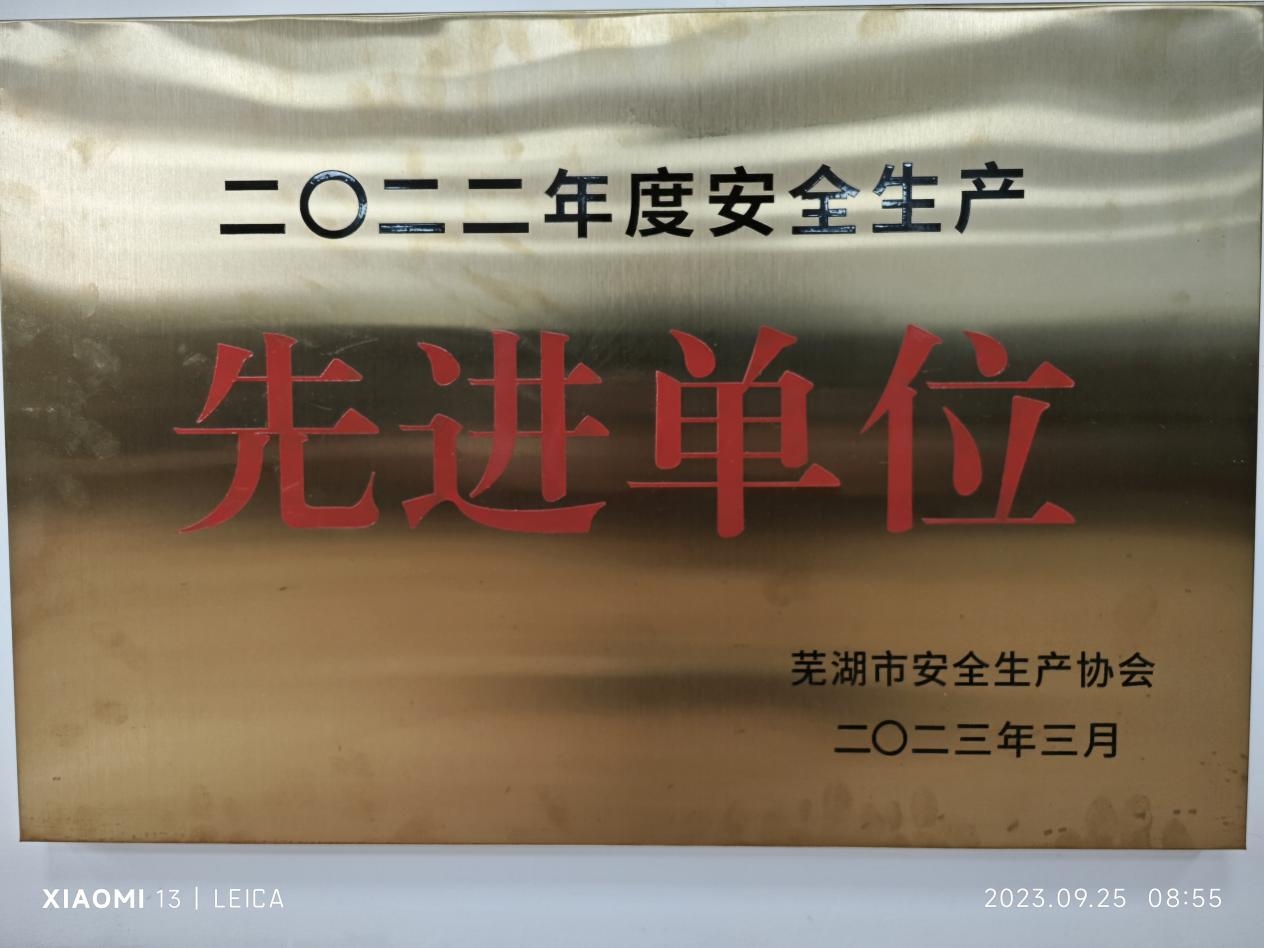 二〇二二年度安全生产
先进单位
芜湖市安全生产协会
二〇二三年三月
XIAOMI 13 | LEICA
2023.09.25 08:55